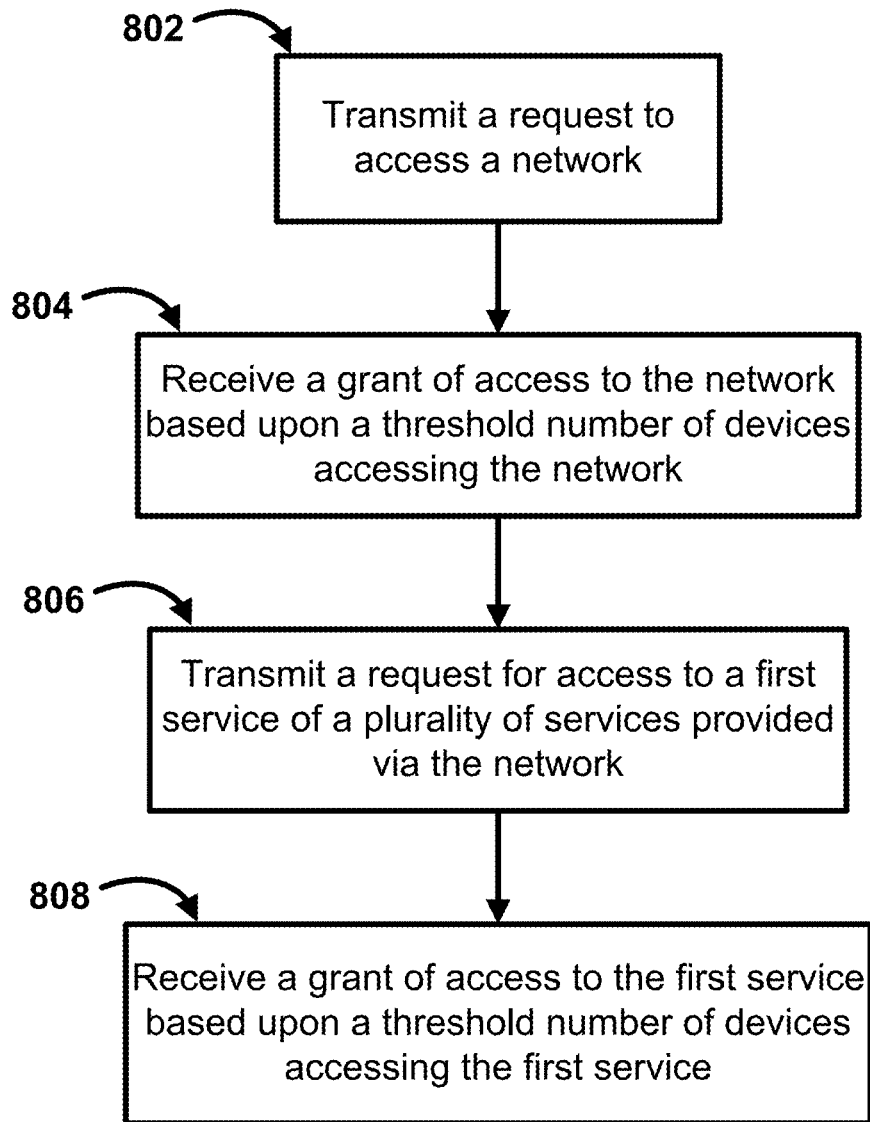 802
Transmit a request to
access a network
804
Receive a grant of access to the network
based upon a threshold number of devices
accessing the network
806
Transmit a request for access to a first
service of a plurality of services provided
via the network
808
Receive a grant of access to the first service
based upon a threshold number of devices
accessing the first service